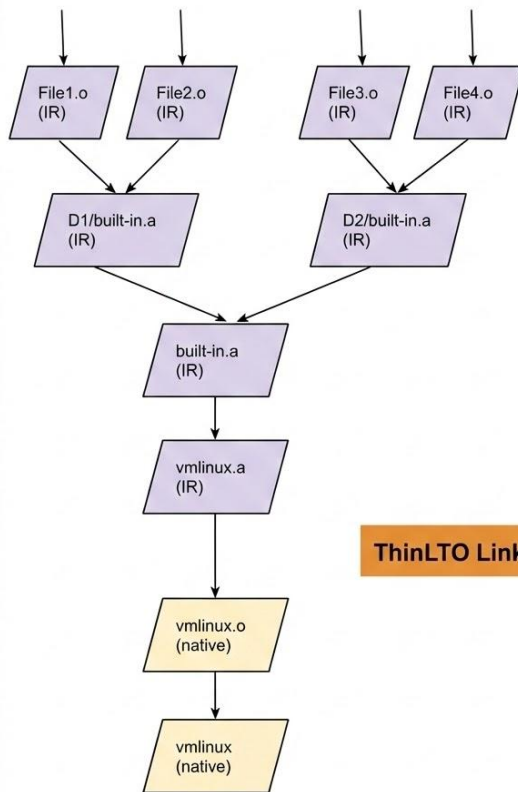 File1.o
(IR)
File2.o
(IR)
File3.o
(IR)
File4.o
(IR)
D1/built-in.a
(IR)
D2/built-in.a
(IR)
built-in.a
(IR)
vmlinux.a
(IR)
ThinLTO Link
vmlinux.o
(native)
vmlinux
(native)